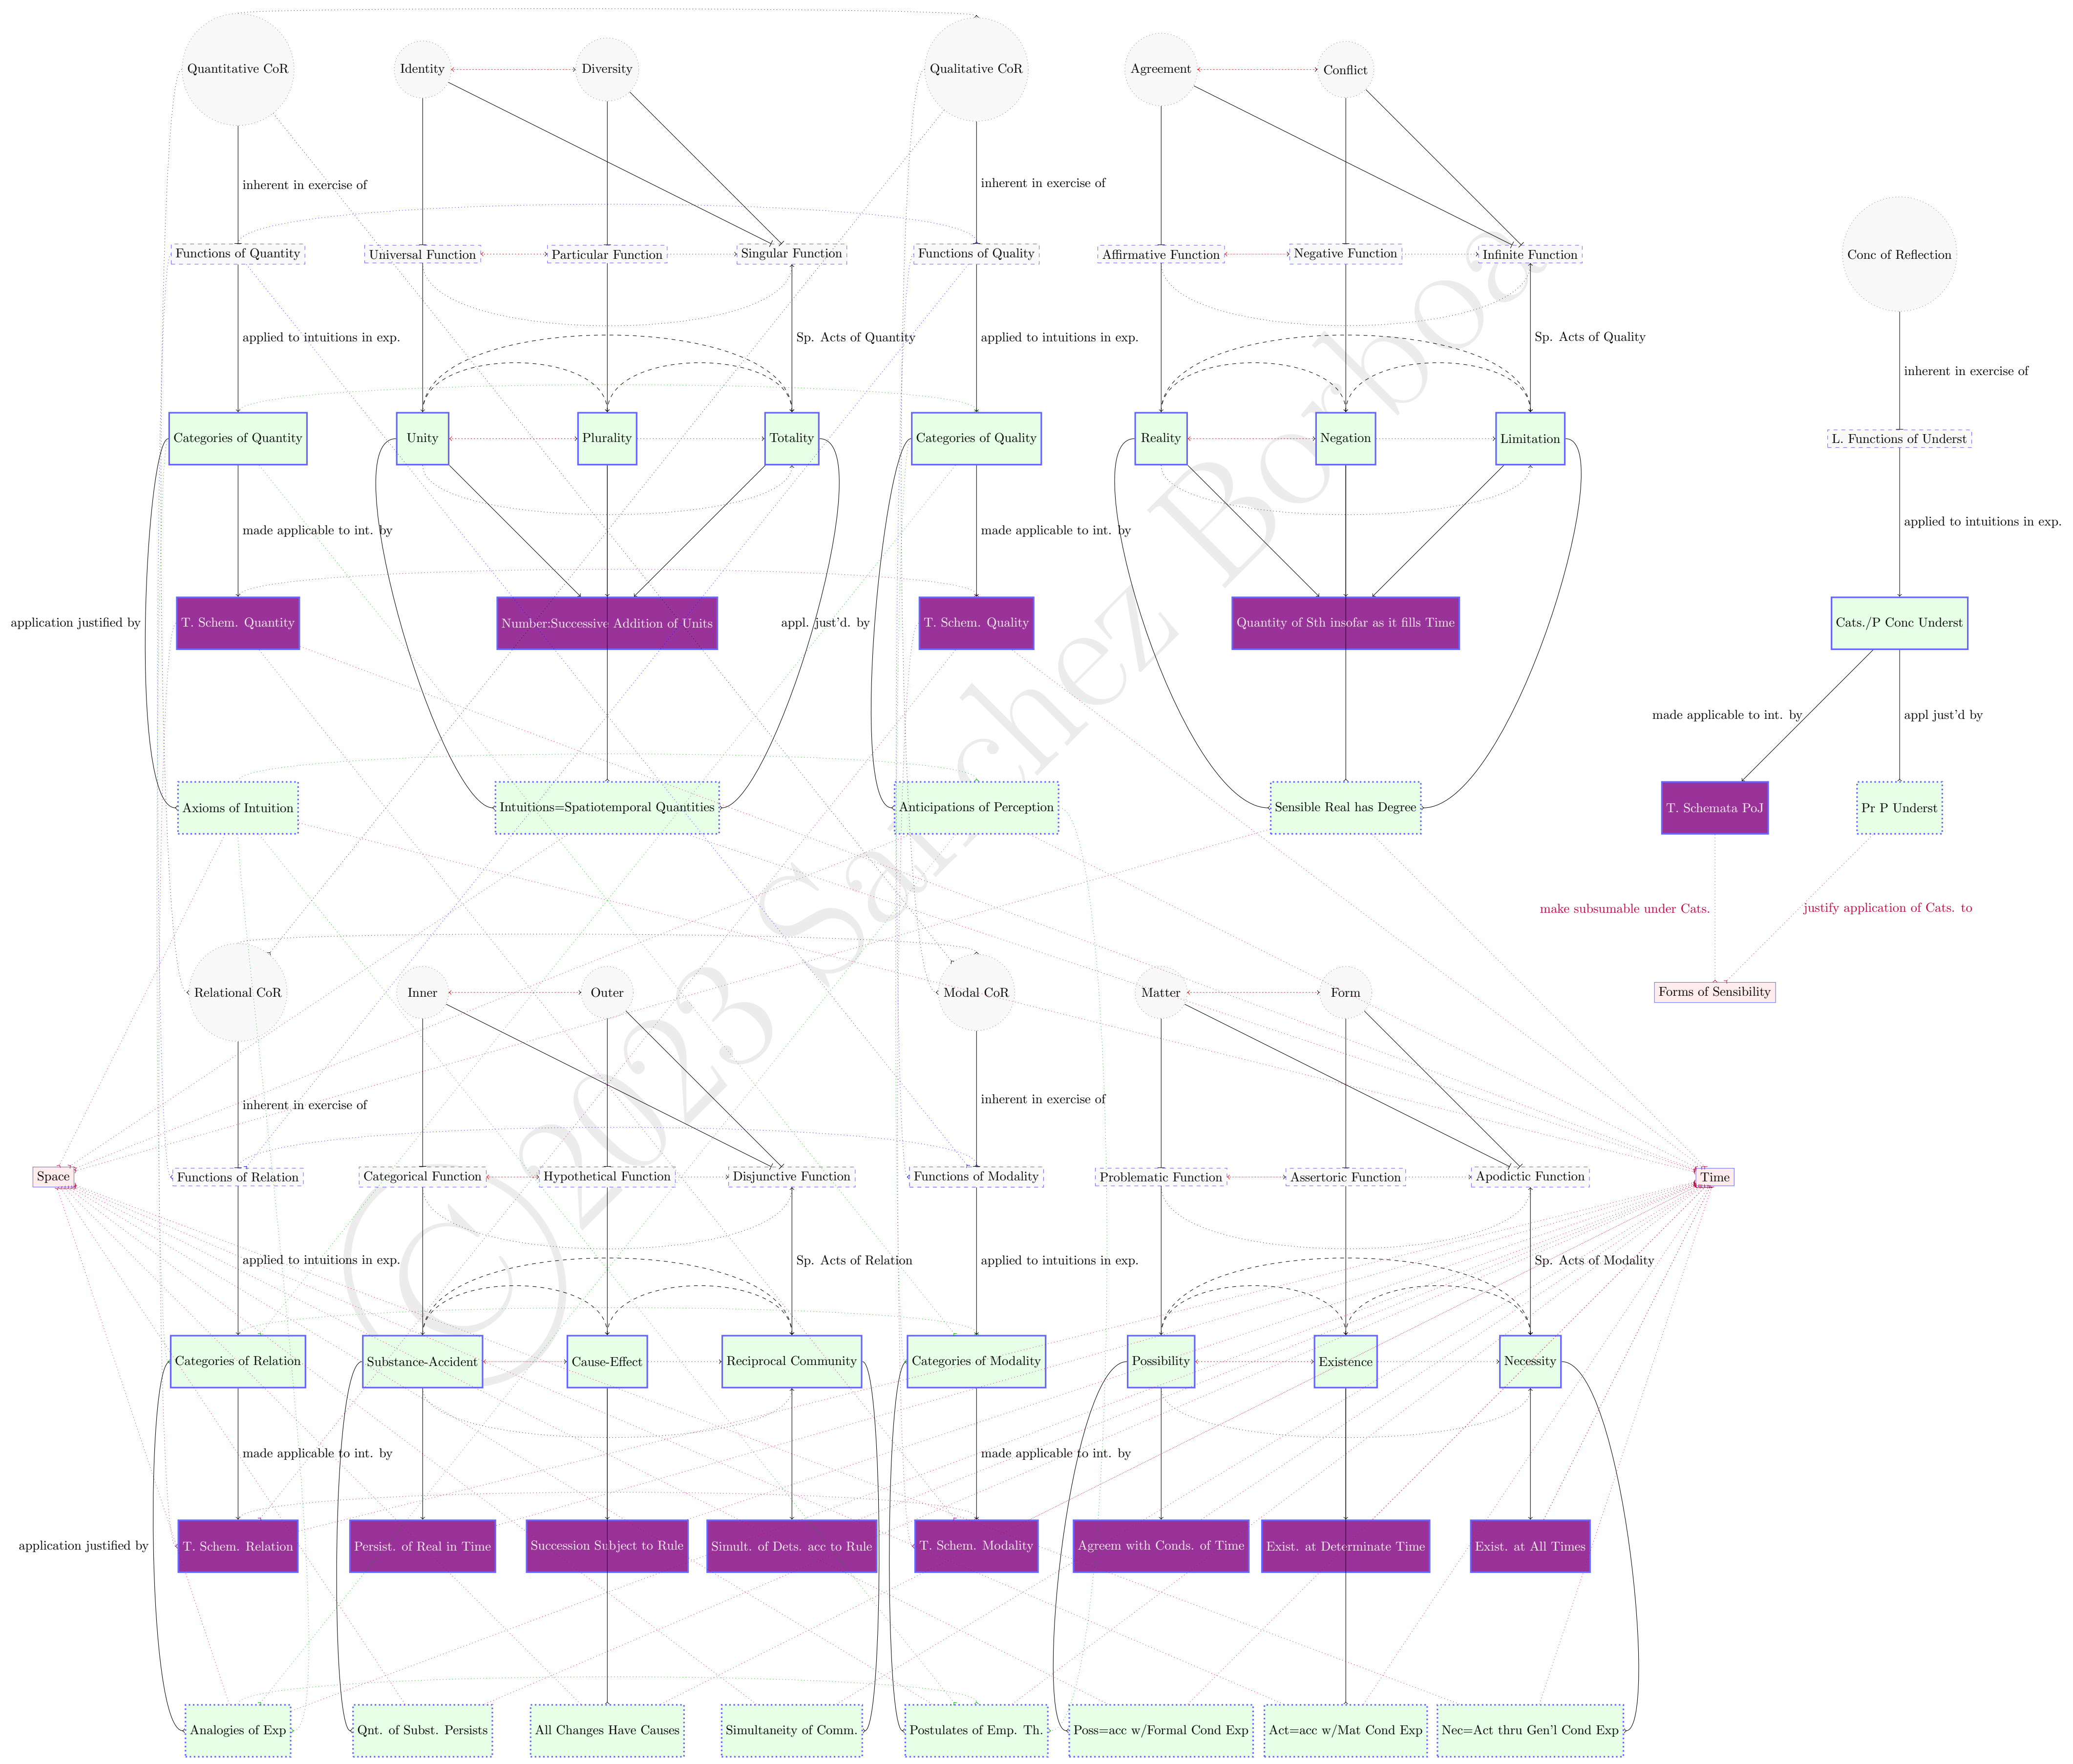 Quantitative CoR
Identity
Diversity
Qualitative CoR
Agreement
Conflict
inherent in exercise of
inherent in exercise of
Functions of Quantity
Universal Function
Particular Function
Singular Function
Functions of Quality
Affirmative Function
Negative Function
Infinite Function
Conc of Reflection
applied to intuitions in exp.
Sp. Acts of Quantity
applied to intuitions in exp.
Sp. Acts of Quality
inherent in exercise of
Categories of Quantity
Unity
Plurality
Totality
Categories of Quality
Reality
Negation
Limitation
L. Functions of Underst
made applicable to int. by
made applicable to int. by
applied to intuitions in exp.
application justified by
T. Schem. Quantity
Number:Successive Addition of Units
appl. just'd. by
T. Schem. Quality
Quantity of Sth insofar as it fills Time
Cats./P Conc Underst
made applicable to int. by
appl just'd by
Axioms of Intuition
Intuitions=Spatiotemporal Quantities
Anticipations of Perception
Sensible Real has Degree
T. Schemata PoJ
Pr P Underst
make subsumable under Cats.
justify application of Cats. to
Relational CoR
Inner
Outer
Modal CoR
Matter
Form
Forms of Sensibility
inherent in exercise of
inherent in exercise of
Space
Functions of Relation
Categorical Function
Hypothetical Function
Disjunctive Function
Functions of Modality
Problematic Function
Assertoric Function
Apodictic Function
Time
applied to intuitions in exp.
Sp. Acts of Relation
applied to intuitions in exp.
Sp. Acts of Modality
Categories of Relation
Substance-Accident
Cause-Effect
Reciprocal Community
Categories of Modality
Possibility
Existence
Necessity
made applicable to int. by
made applicable to int. by
application justified by
T. Schem. Relation
Persist. of Real in Time
Succession Subject to Rule
Simult. of Dets. acc to Rule
T. Schem. Modality
Agreem with Conds. of Time
Exist. at Determinate Time
Exist. at All Times
Analogies of Exp
Qnt. of Subst. Persists
All Changes Have Causes
Simultaneity of Comm.
Postulates of Emp. Th.
Poss=acc w/Formal Cond Exp
Act=acc w/Mat Cond Exp
Nec=Act thru Gen'l Cond Exp
©2023 Sanchez Borboa